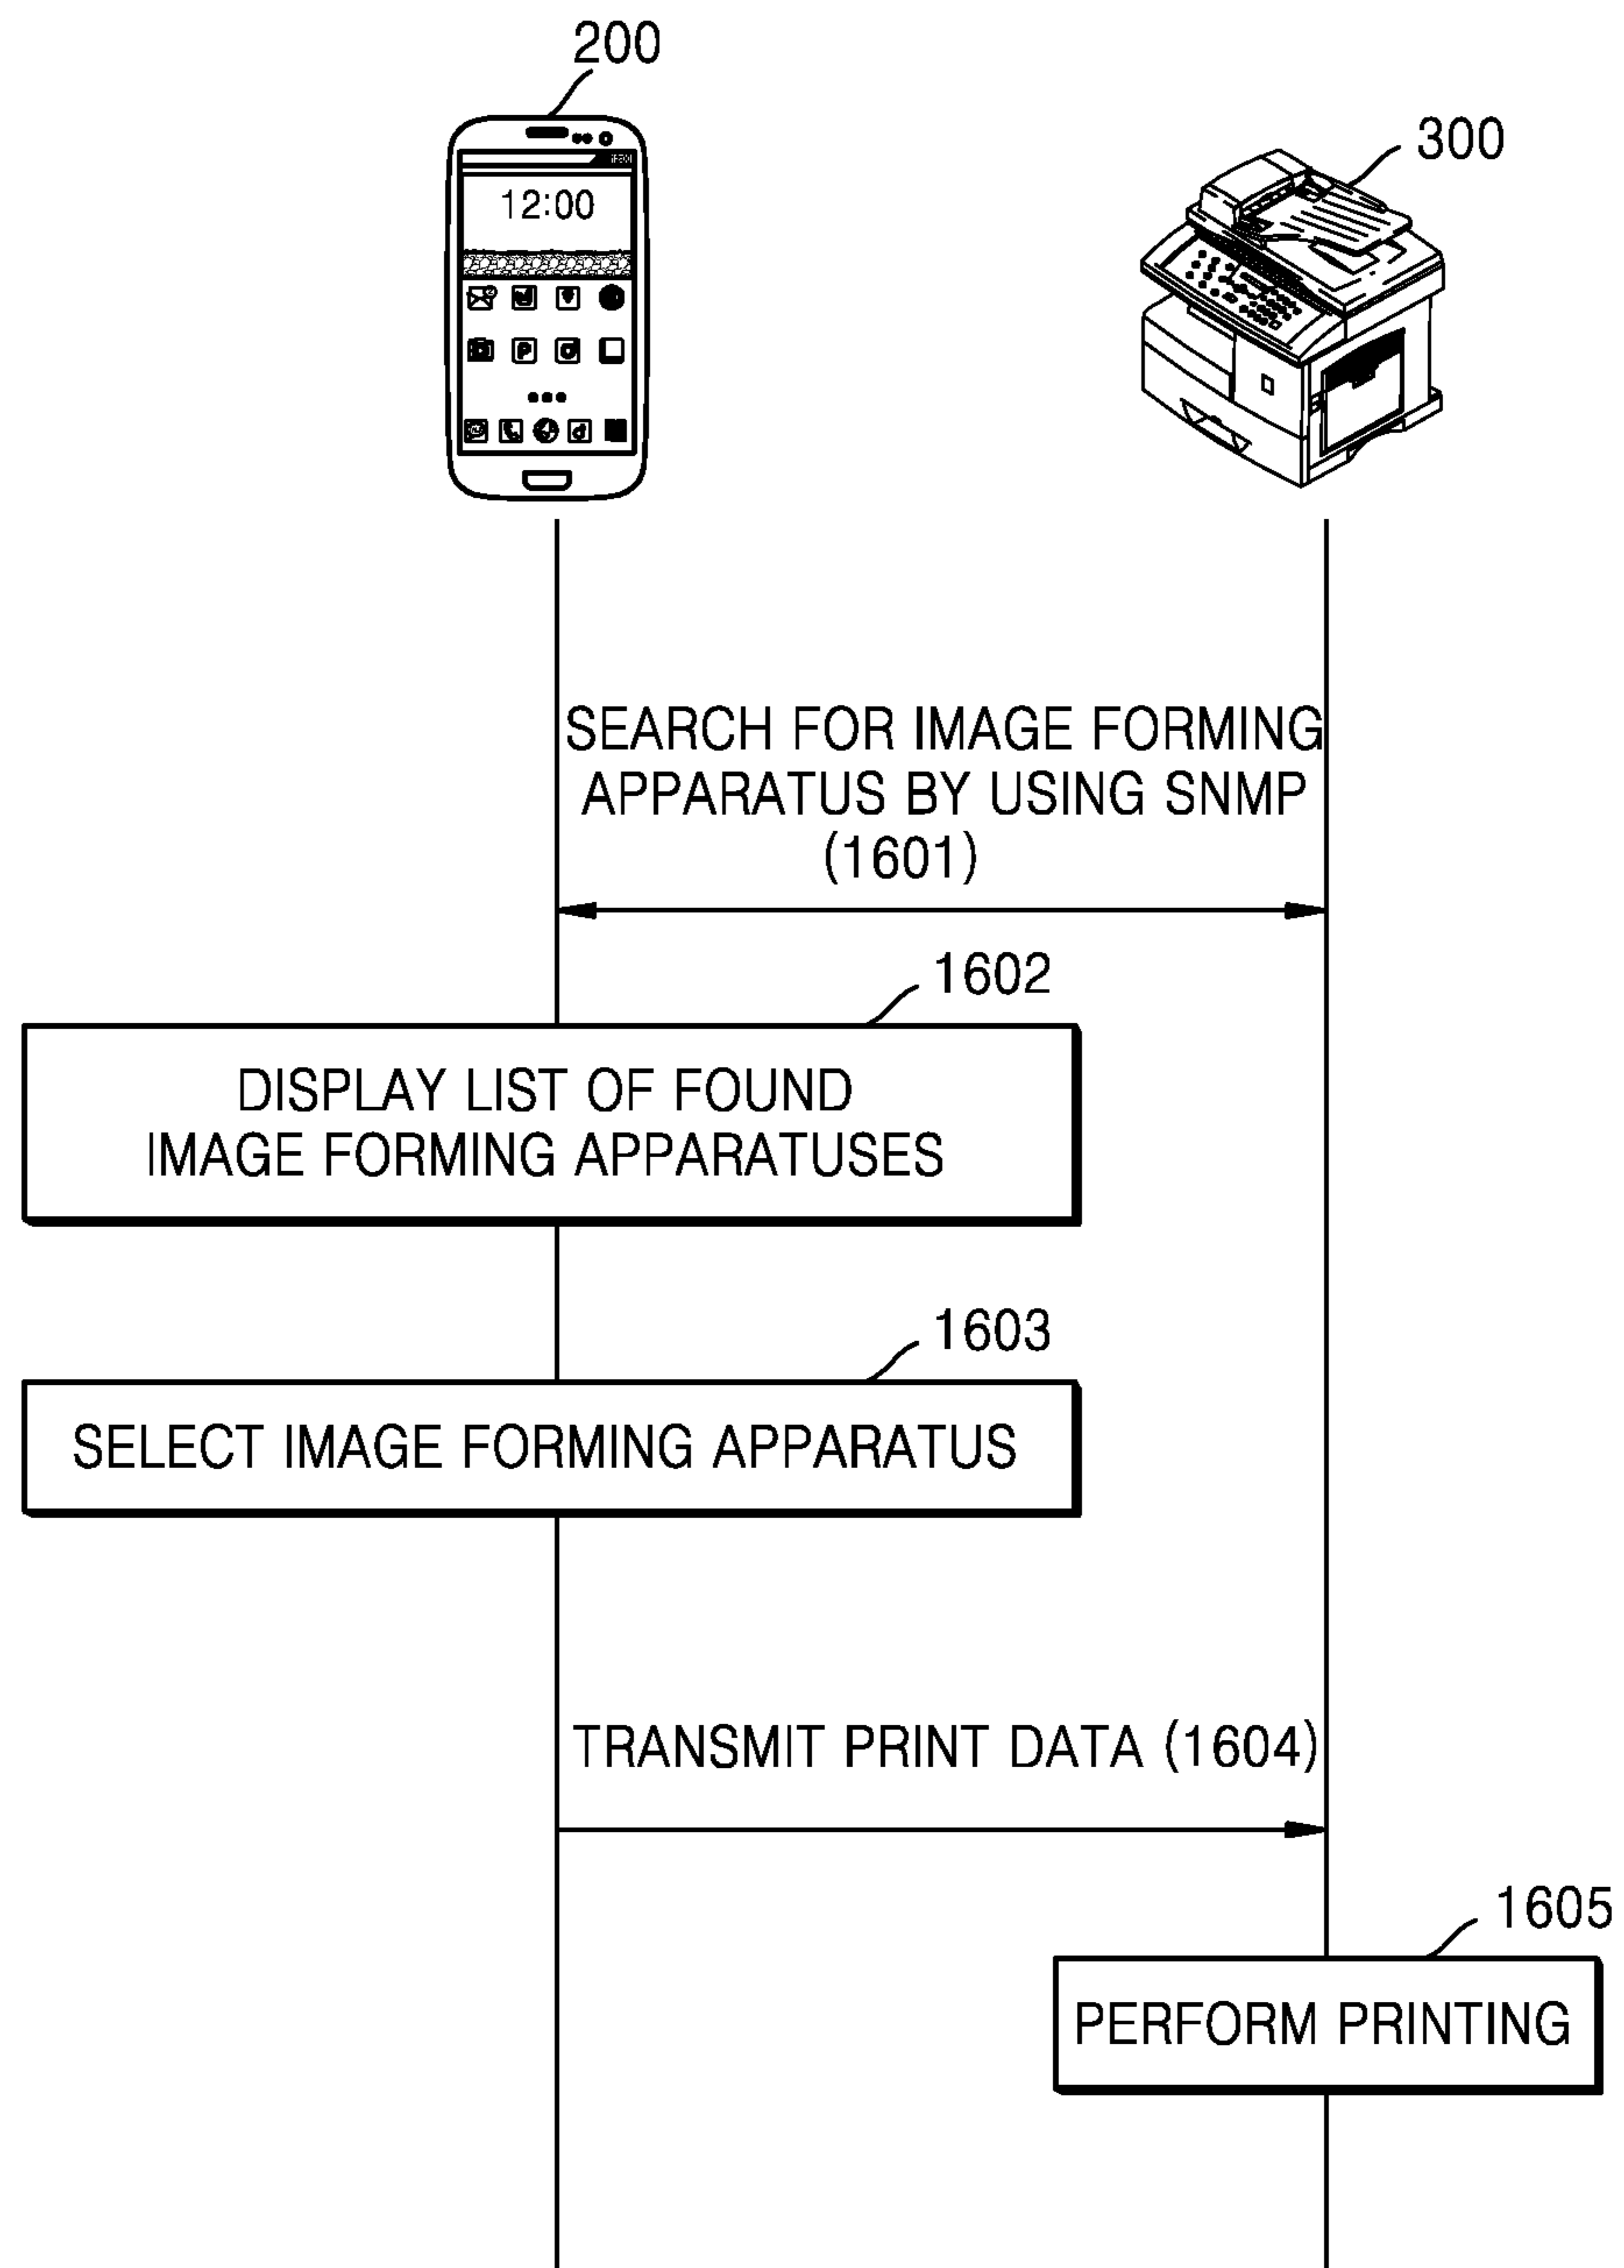 200
300
12:00
SEARCH FOR IMAGE FORMING
APPARATUS BY USING SNMP
(1601)
1602
DISPLAY LIST OF FOUND
IMAGE FORMING APPARATUSES
1603
SELECT IMAGE FORMING APPARATUS
TRANSMIT PRINT DATA (1604)
1605
PERFORM PRINTING